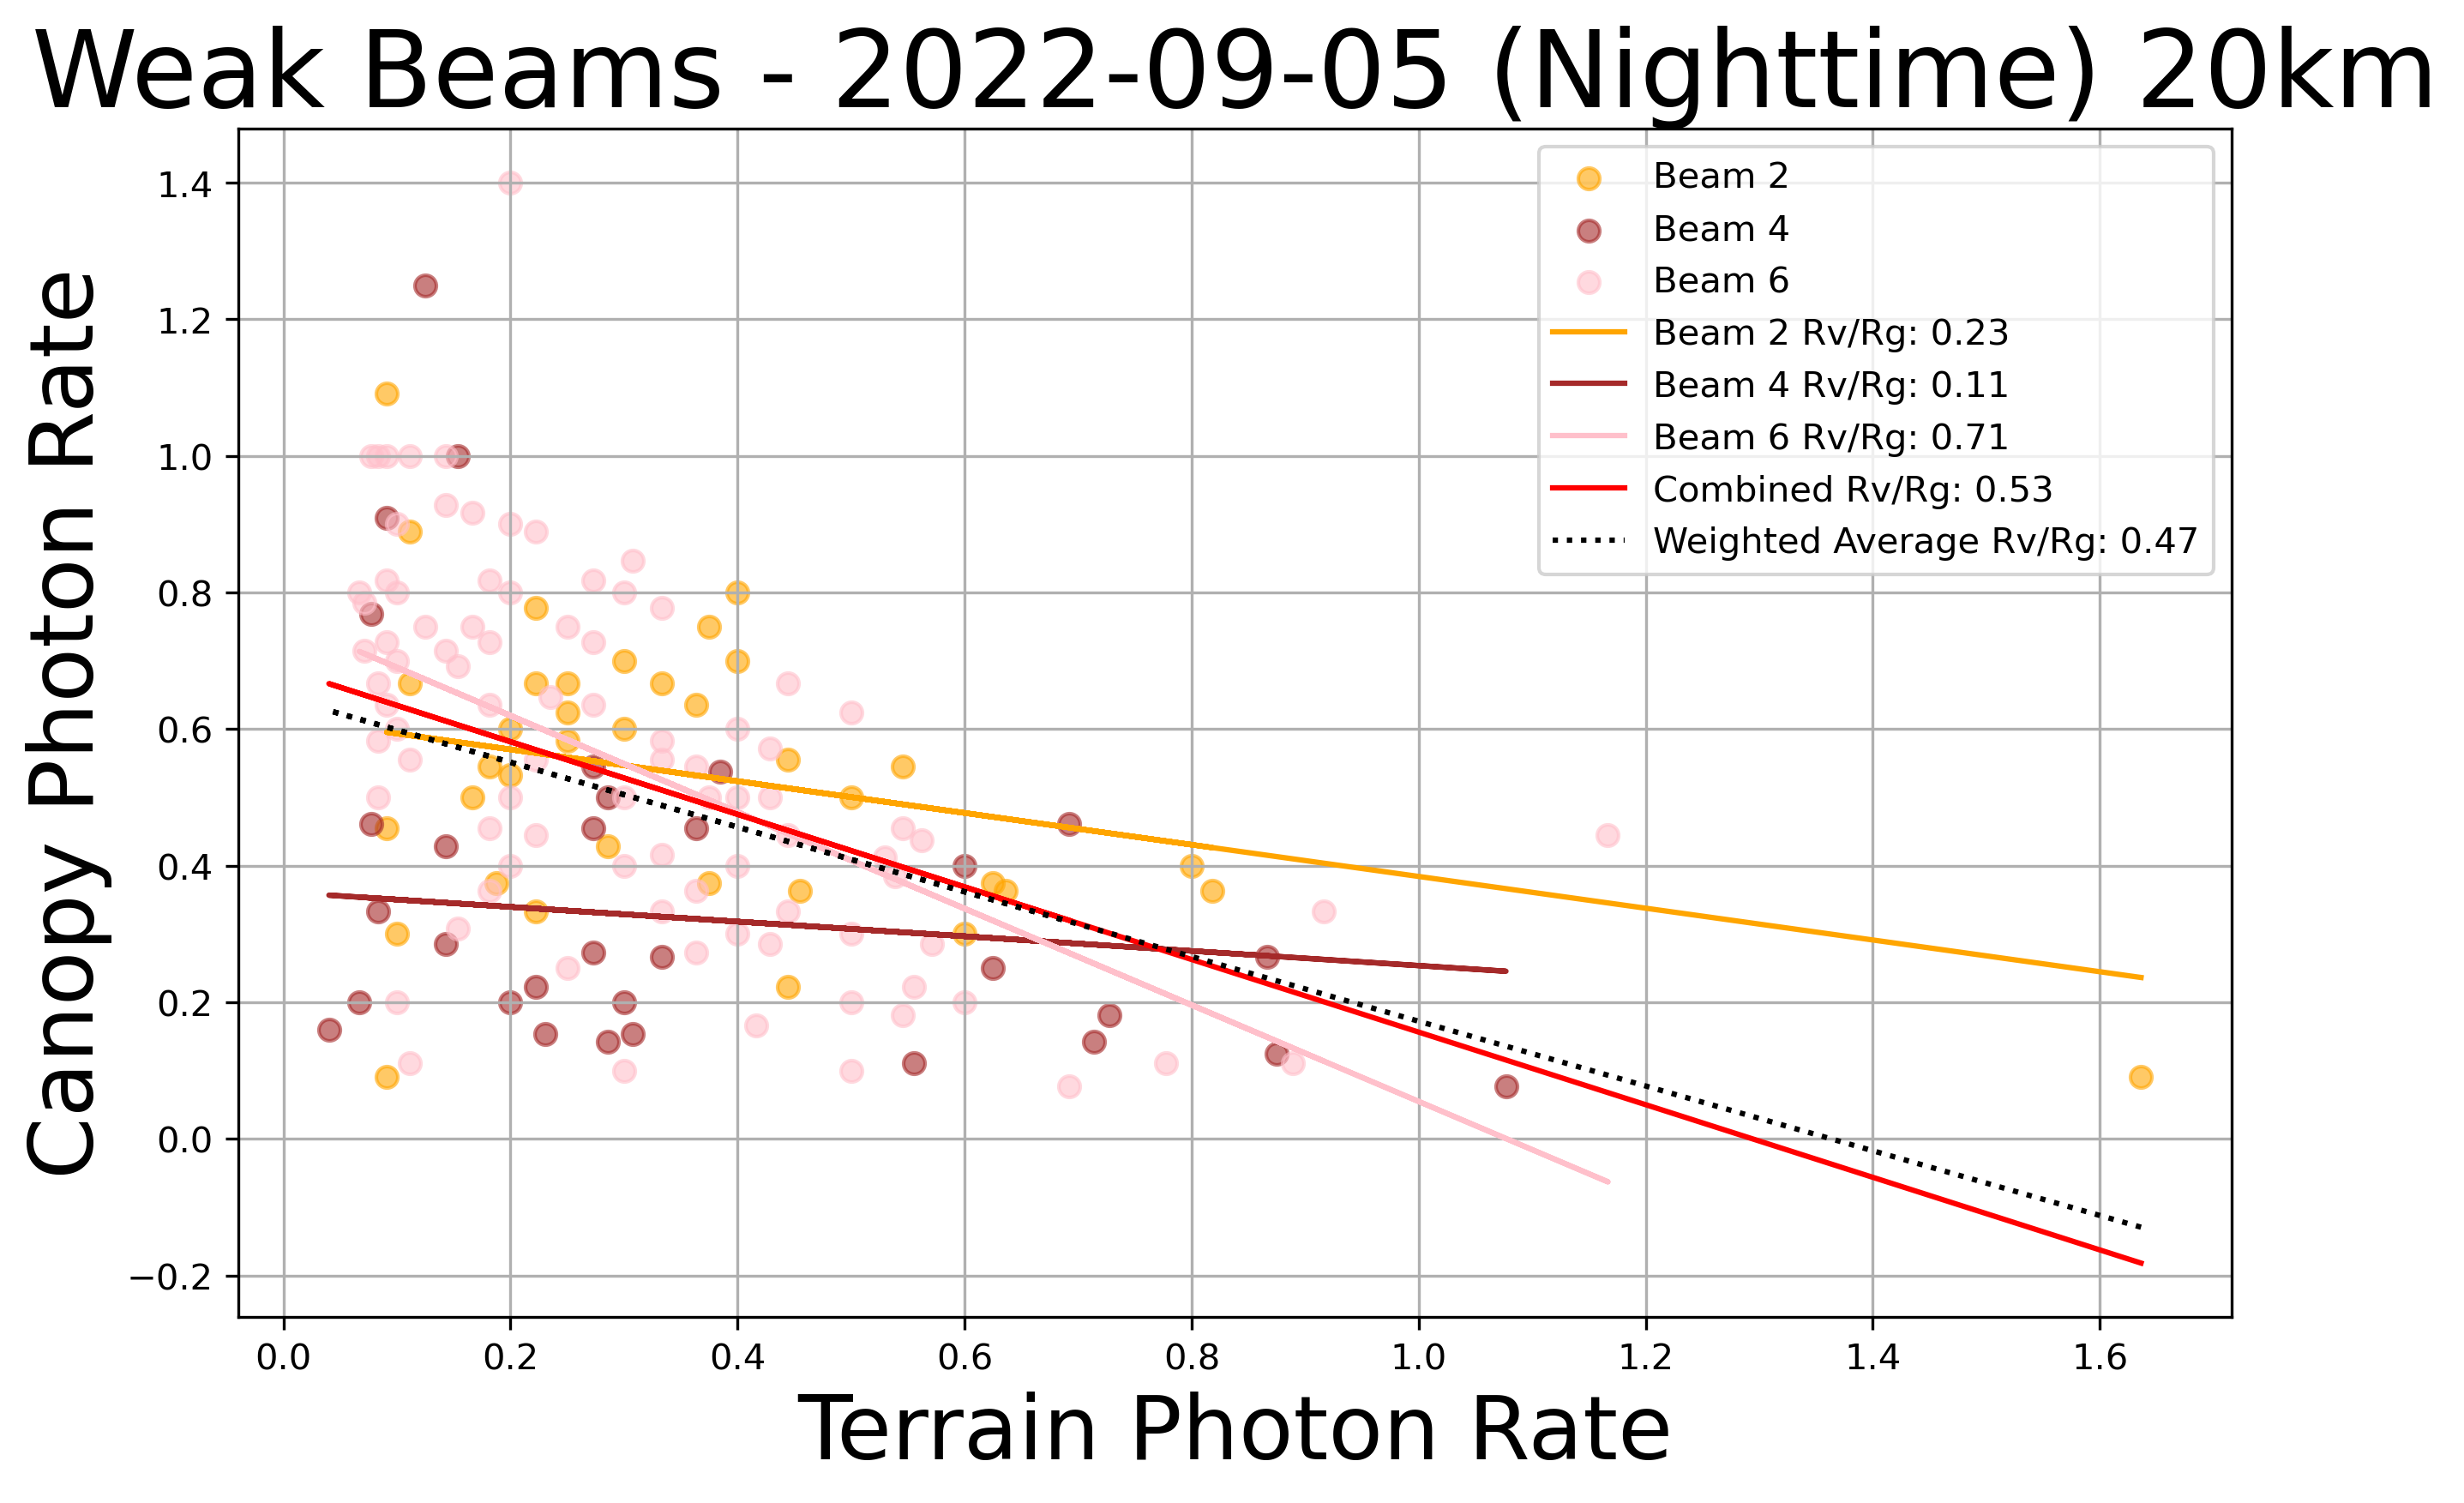 Weak Beams - 2022-09-05 (Nighttime) 20km
Canopy Photon Rate
1.4
1.2
1.0
0.8
0.6
0.4
0.2
0.0
−0.2
Beam 2
Beam 4
Beam 6
Beam 2 Rv/Rg: 0.23
Beam 4 Rv/Rg: 0.11
Beam 6 Rv/Rg: 0.71
Combined Rv/Rg: 0.53
Weighted Average Rv/Rg: 0.47
0.0 0.2 0.4 0.6 0.8 1.0 1.2 1.4 1.6
Terrain Photon Rate